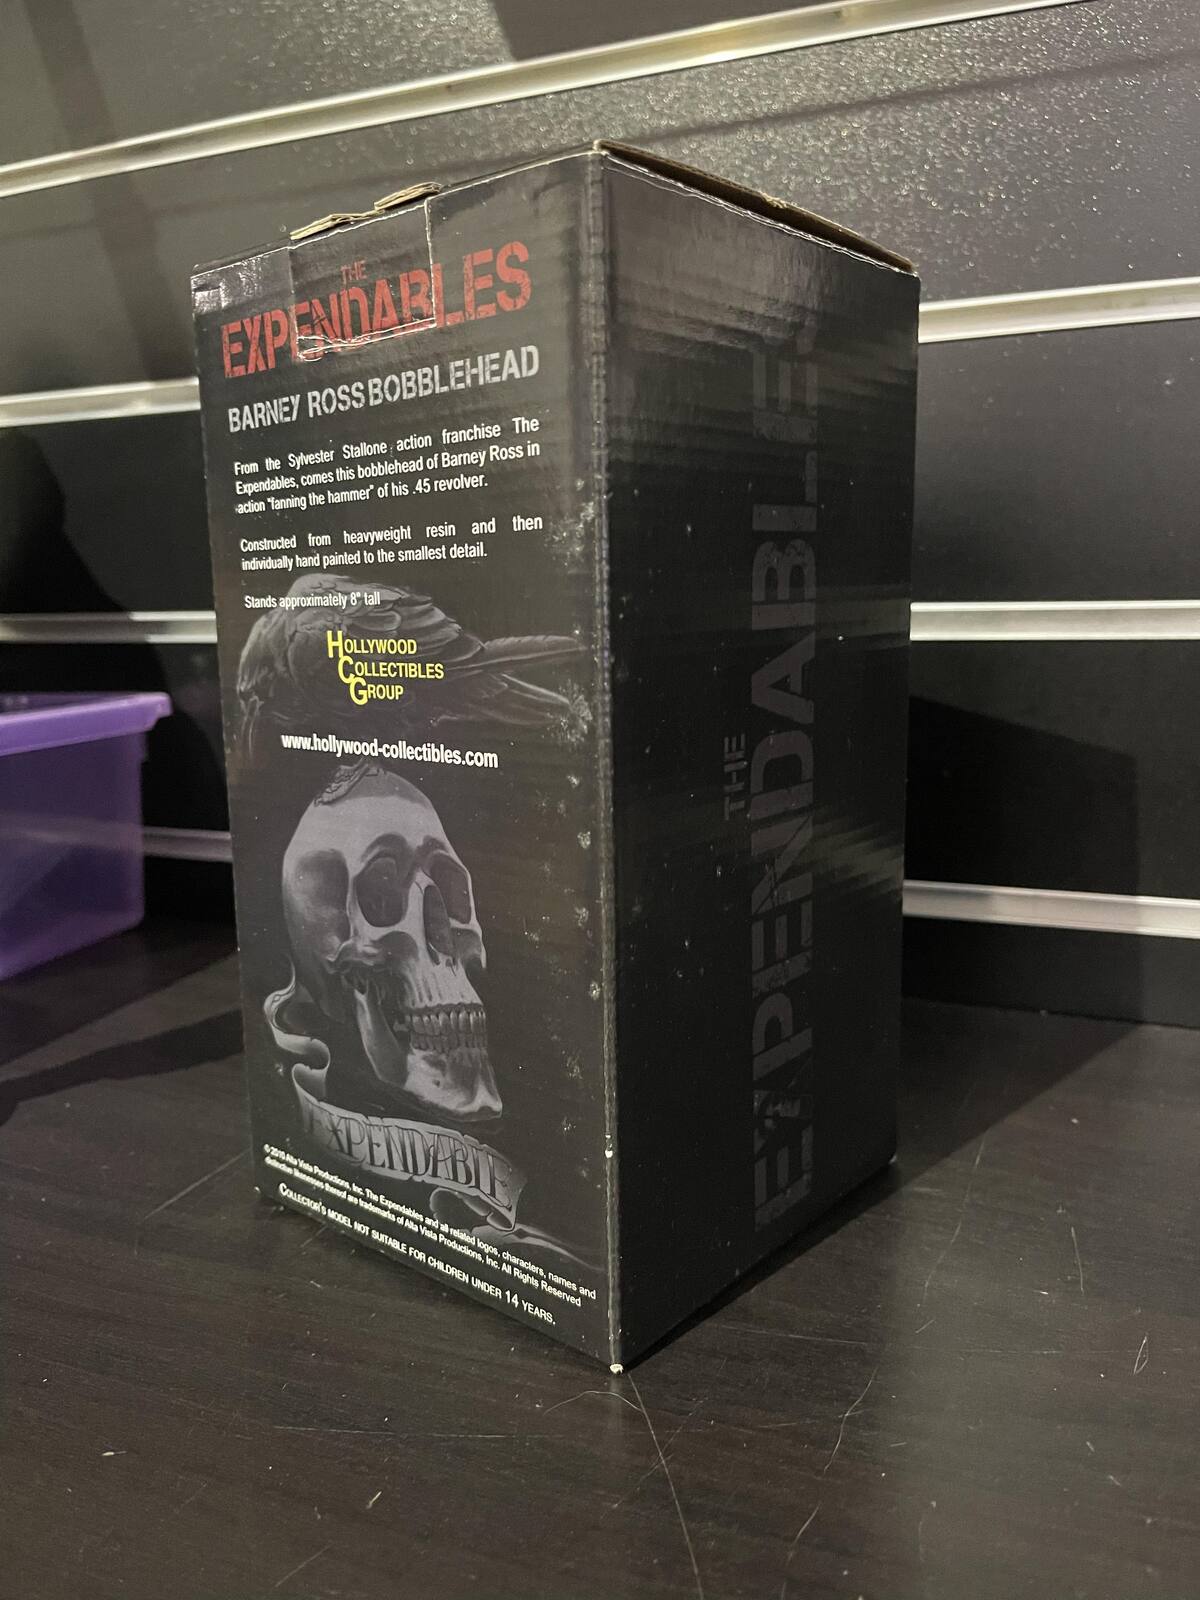 THE
EXPENDABLES
BARNEY ROSS BOBBLEHEAD
From the Sylvester Stallone action franchise The
Expendables, comes this bobblehead of Barney Ross in
action "fanning the hammer" of his .45 revolver.
Constructed from heavyweight resin and then
individually hand painted to the smallest detail.
Stands approximately 8" tall
HOLLYWOOD
COLLECTIBLES
GROUP
www.hollywood-collectibles.com
EXPENDABLE
© 2010 Alta Vista Productions, Inc. The Expendables and all related logos, characters, names and
distinctive likenesses thereof are trademarks of Alta Vista Productions, Inc. All Rights Reserved
COLLECTOR'S MODEL NOT SUITABLE FOR CHILDREN UNDER 14 YEARS.
THE
EXPENDABLES